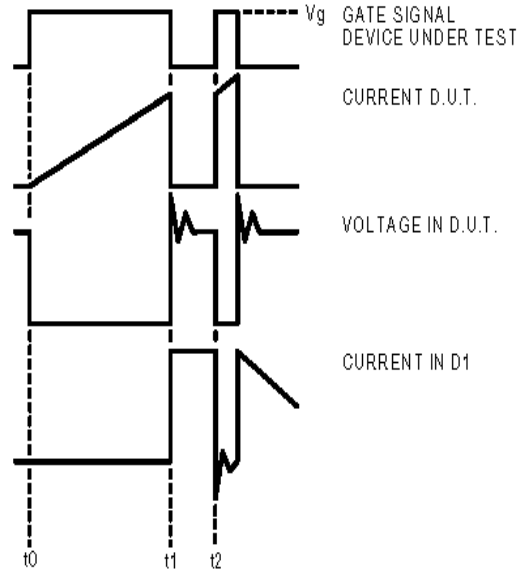 Vg GATE SIGNAL
DEVICE UNDER TEST
CURRENT D.U.T.
VOLTAGE IN D.U.T.
CURRENT IN D1
t0 t1 t2